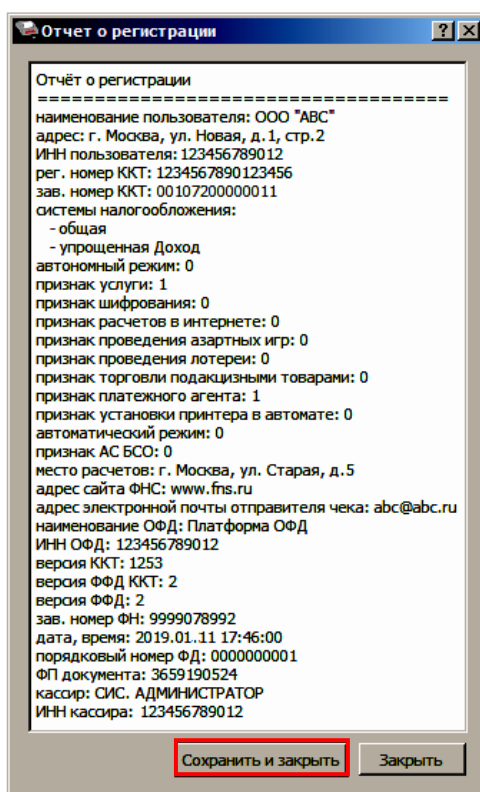 Отчет о регистрации
Отчёт о регистрации
====================================
наименование пользователя: ООО "АВС"
адрес: г. Москва, ул. Новая, д.1, стр.2
ИНН пользователя: 123456789012
рег. номер ККТ: 1234567890123456
зав. номер ККТ: 00107200000011
системы налогообложения:
- общая
- упрощенная Доход
автономный режим: 0
признак услуги: 1
признак шифрования: 0
признак расчетов в интернете: 0
признак проведения азартных игр: 0
признак проведения лотереи: 0
признак торговли подакцизными товарами: 0
признак платежного агента: 1
признак установки принтера в автомате: 0
автоматический режим: 0
признак АС БСО: 0
место расчетов: г. Москва, ул. Старая, д.5
адрес сайта ФНС: www.fns.ru
адрес электронной почты отправителя чека: abc@abc.ru
наименование ОФД: Платформа ОФД
ИНН ОФД: 123456789012
версия ККТ: 1253
версия ФФД ККТ: 2
версия ФФД: 2
зав. номер ФН: 9999078992
дата, время: 2019.01.11 17:46:00
порядковый номер ФД: 0000000001
ФП документа: 3659190524
кассир: СИС. АДМИНИСТРАТОР
ИНН кассира: 123456789012
Сохранить и закрыть Закрыть